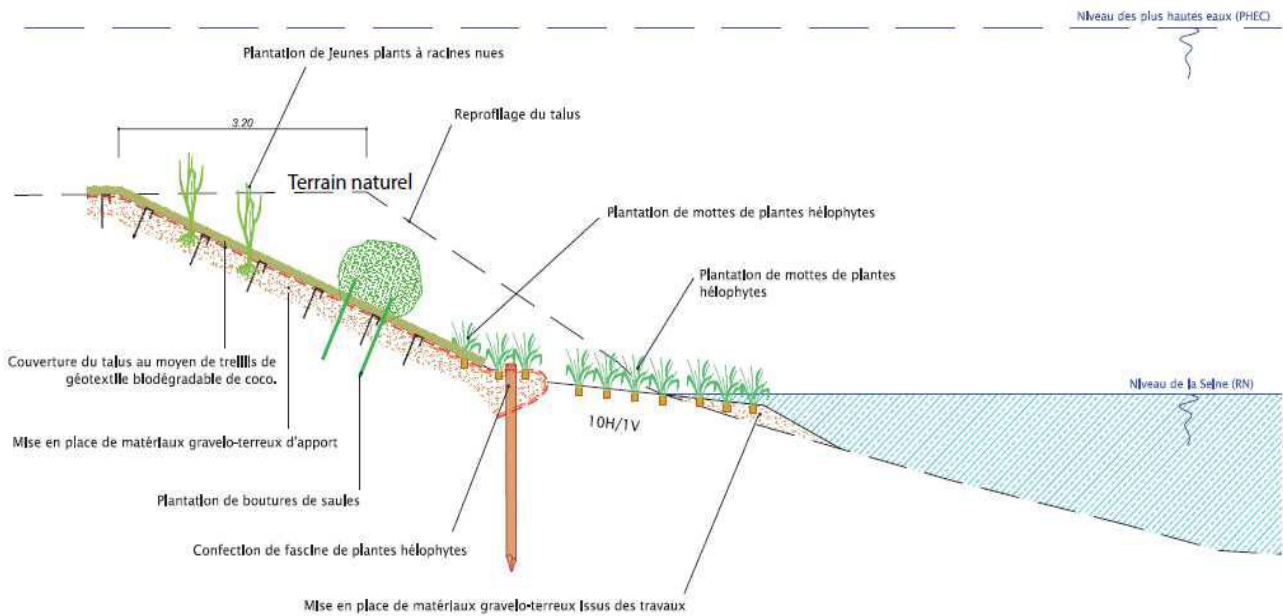 Niveau des plus hautes eaux (PHEC)
Plantation de Jeunes plants à racines nues
Reprofilage du talus
3.20
Terrain naturel
Plantation de mottes de plantes hélophytes
Plantation de mottes de plantes
hélophytes
Couverture du talus au moyen de treillis de
géotextile biodégradable de coco.
Niveau de la Seine (RN)
10H/1V
Mise en place de matériaux gravelo-terreux d'apport
Plantation de boutures de saules
Confection de fascine de plantes hélophytes
Mise en place de matériaux gravelo-terreux issus des travaux